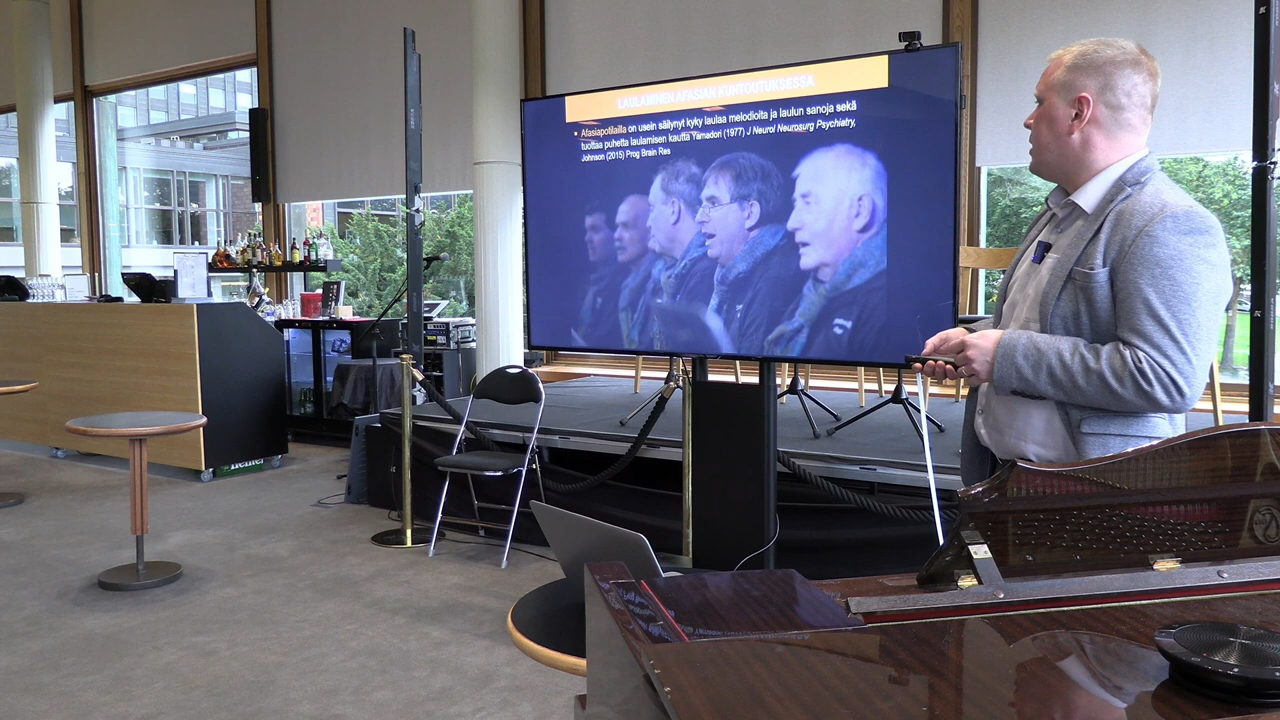 LAULAMINEN AFASIAN KUNTOUTUKSESSA
▪ Afasiapotilailla on usein säilynyt kyky laulaa melodioita ja laulun sanoja sekä
tuottaa puhetta laulamisen kautta Yamadori (1977) J Neurol Neurosurg Psychiatry,
Johnson (2015) Prog Brain Res